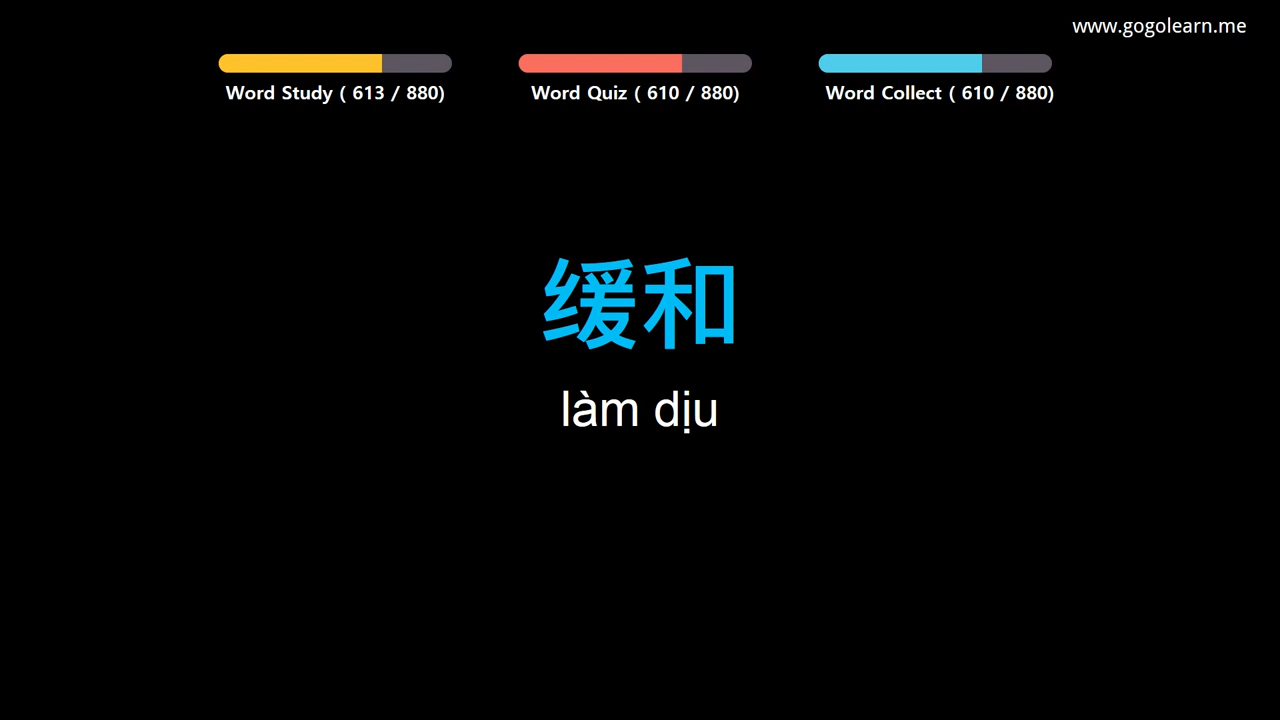 www.gogolearn.me
Word Study ( 613 / 880)
Word Quiz ( 610 / 880)
Word Collect ( 610 / 880)
缓和
làm dịu